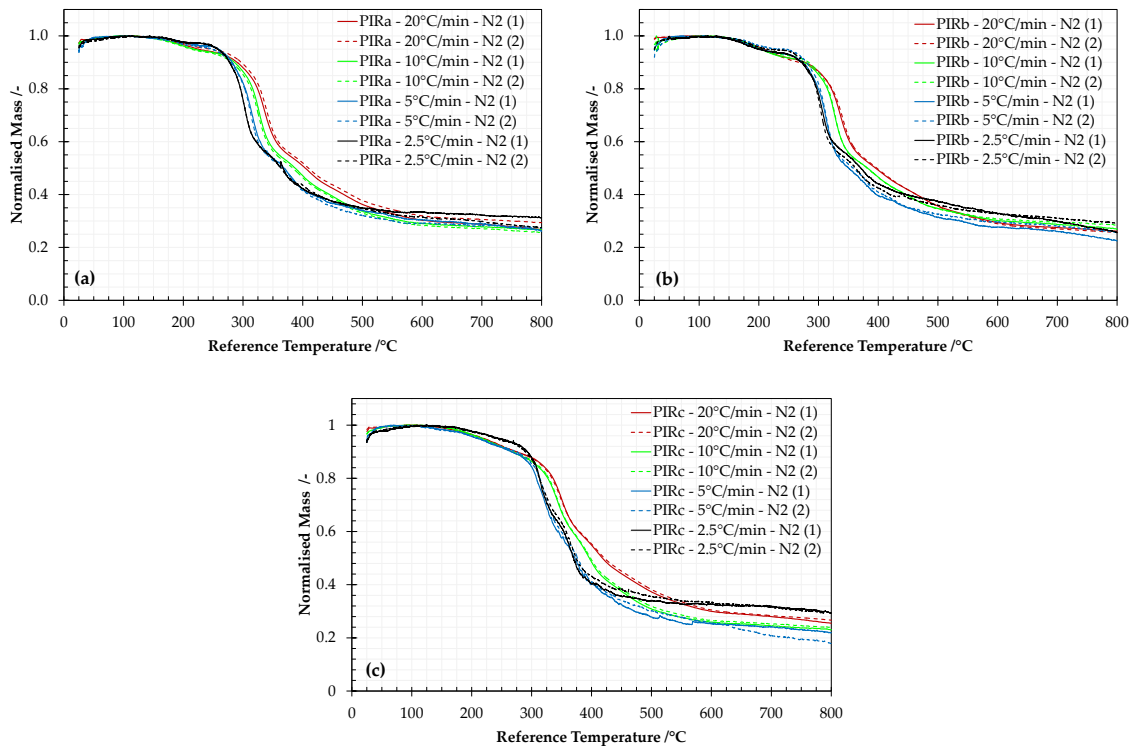 PIRa - 20°C/min - N2 (1)
PIRa - 20°C/min - N2 (2)
PIRa - 10°C/min - N2 (1)
PIRa - 10°C/min - N2 (2)
PIRa - 5°C/min - N2 (1)
PIRa - 5°C/min - N2 (2)
PIRa - 2.5°C/min - N2 (1)
PIRa - 2.5°C/min - N2 (2)
1.0
0.8
0.6
0.4
0.2
0.0
Normalised Mass /-
(a)
0 100 200 300 400 500 600 700 800
Reference Temperature /°C
PIRb - 20°C/min - N2 (1)
PIRb - 20°C/min - N2 (2)
PIRb - 10°C/min - N2 (1)
PIRb - 10°C/min - N2 (2)
PIRb - 5°C/min - N2 (1)
PIRb - 5°C/min - N2 (2)
PIRb - 2.5°C/min - N2 (1)
PIRb - 2.5°C/min - N2 (2)
1.0
0.8
0.6
0.4
0.2
0.0
Normalised Mass /-
(b)
0 100 200 300 400 500 600 700 800
Reference Temperature /°C
PIRc - 20°C/min - N2 (1)
PIRc - 20°C/min - N2 (2)
PIRc - 10°C/min - N2 (1)
PIRc - 10°C/min - N2 (2)
PIRc - 5°C/min - N2 (1)
PIRc - 5°C/min - N2 (2)
PIRc - 2.5°C/min - N2 (1)
PIRc - 2.5°C/min - N2 (2)
1
0.8
0.6
0.4
0.2
0
Normalised Mass /-
(c)
0 100 200 300 400 500 600 700 800
Reference Temperature /°C